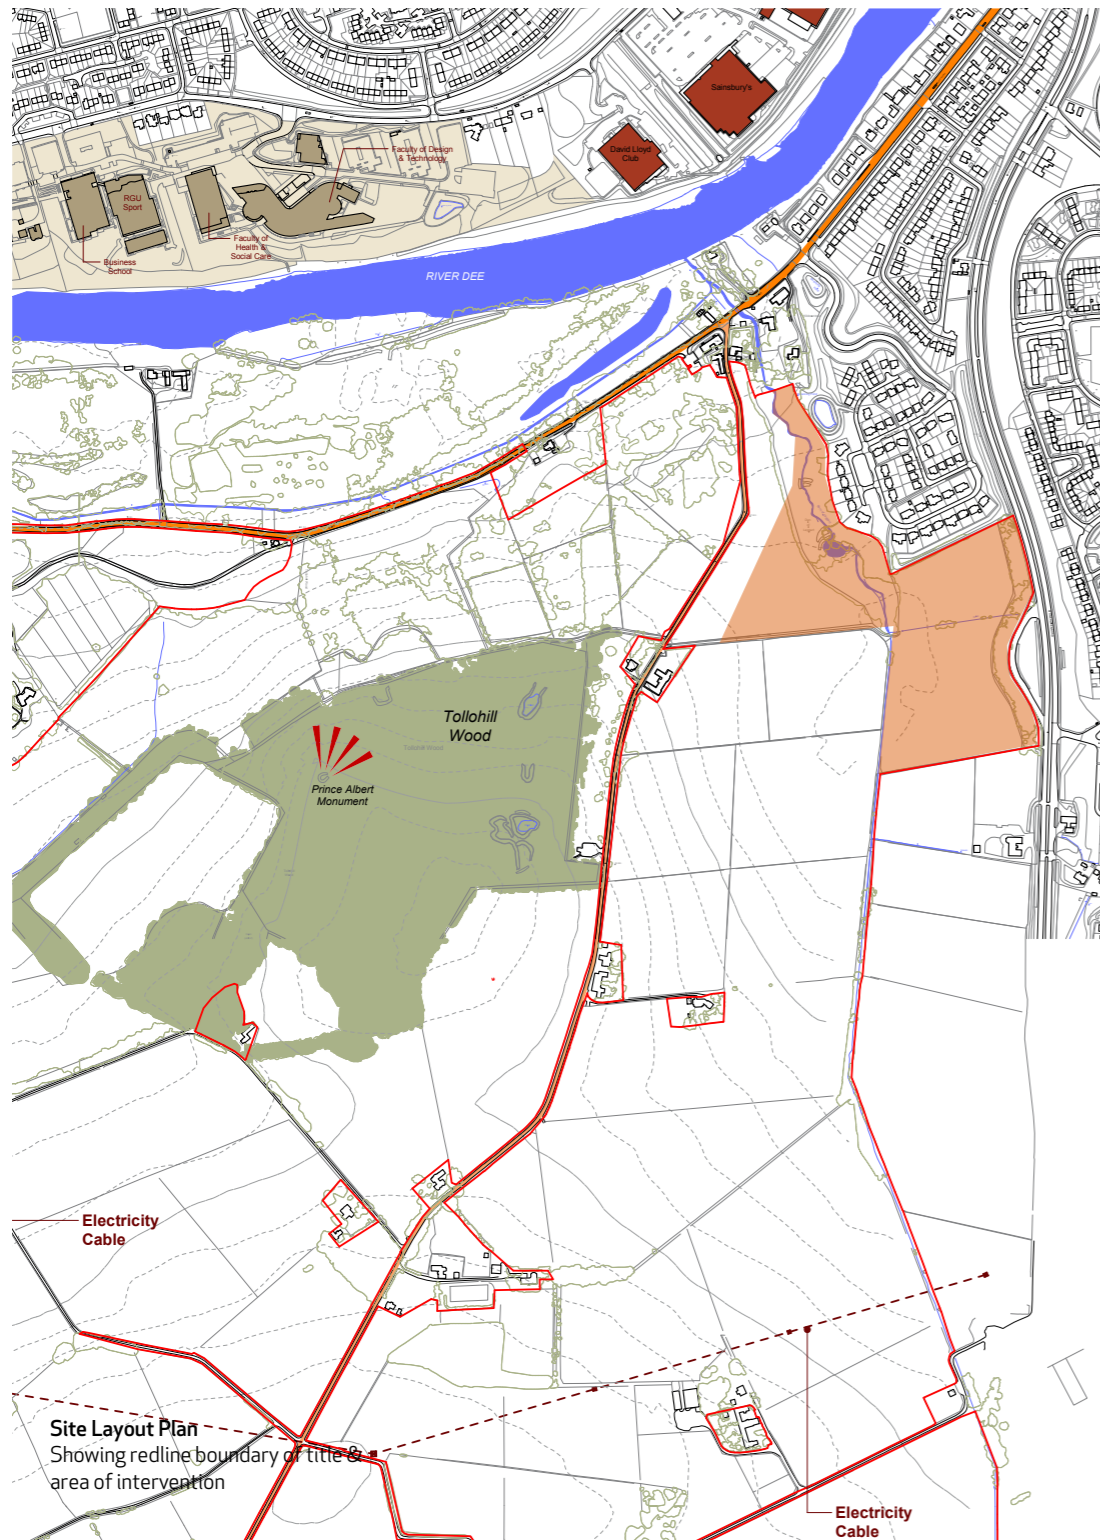 Sainsbury's
David Lloyd
Club
Faculty of Design
& Technology
RGU
Sport
Faculty of
Health &
Social Care
Business
School
RIVER DEE
Tollohill
Wood
Tollohill Wood
Prince Albert
Monument
Electricity
Cable
Site Layout Plan
Showing redline boundary of title &
area of intervention
Electricity
Cable